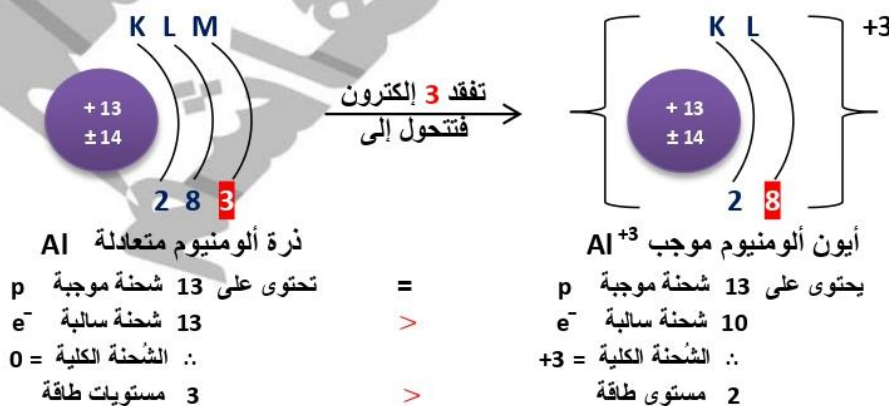 K L M
K L
+3
+ 13
± 14
تفقد 3 إلكترون
فتتحول إلى
+ 13
± 14
2 8 3
2 8
ذرة ألومنيوم متعادلة Al
أيون ألومنيوم موجب Al⁺³
تحتوى على 13 شحنة موجبة p
=
يحتوى على 13 شحنة موجبة p
13 شحنة سالبة e⁻
>
10 شحنة سالبة e⁻
∴ الشُحنة الكلية = 0
∴ الشُحنة الكلية = 3+
3 مستويات طاقة
>
2 مستوى طاقة